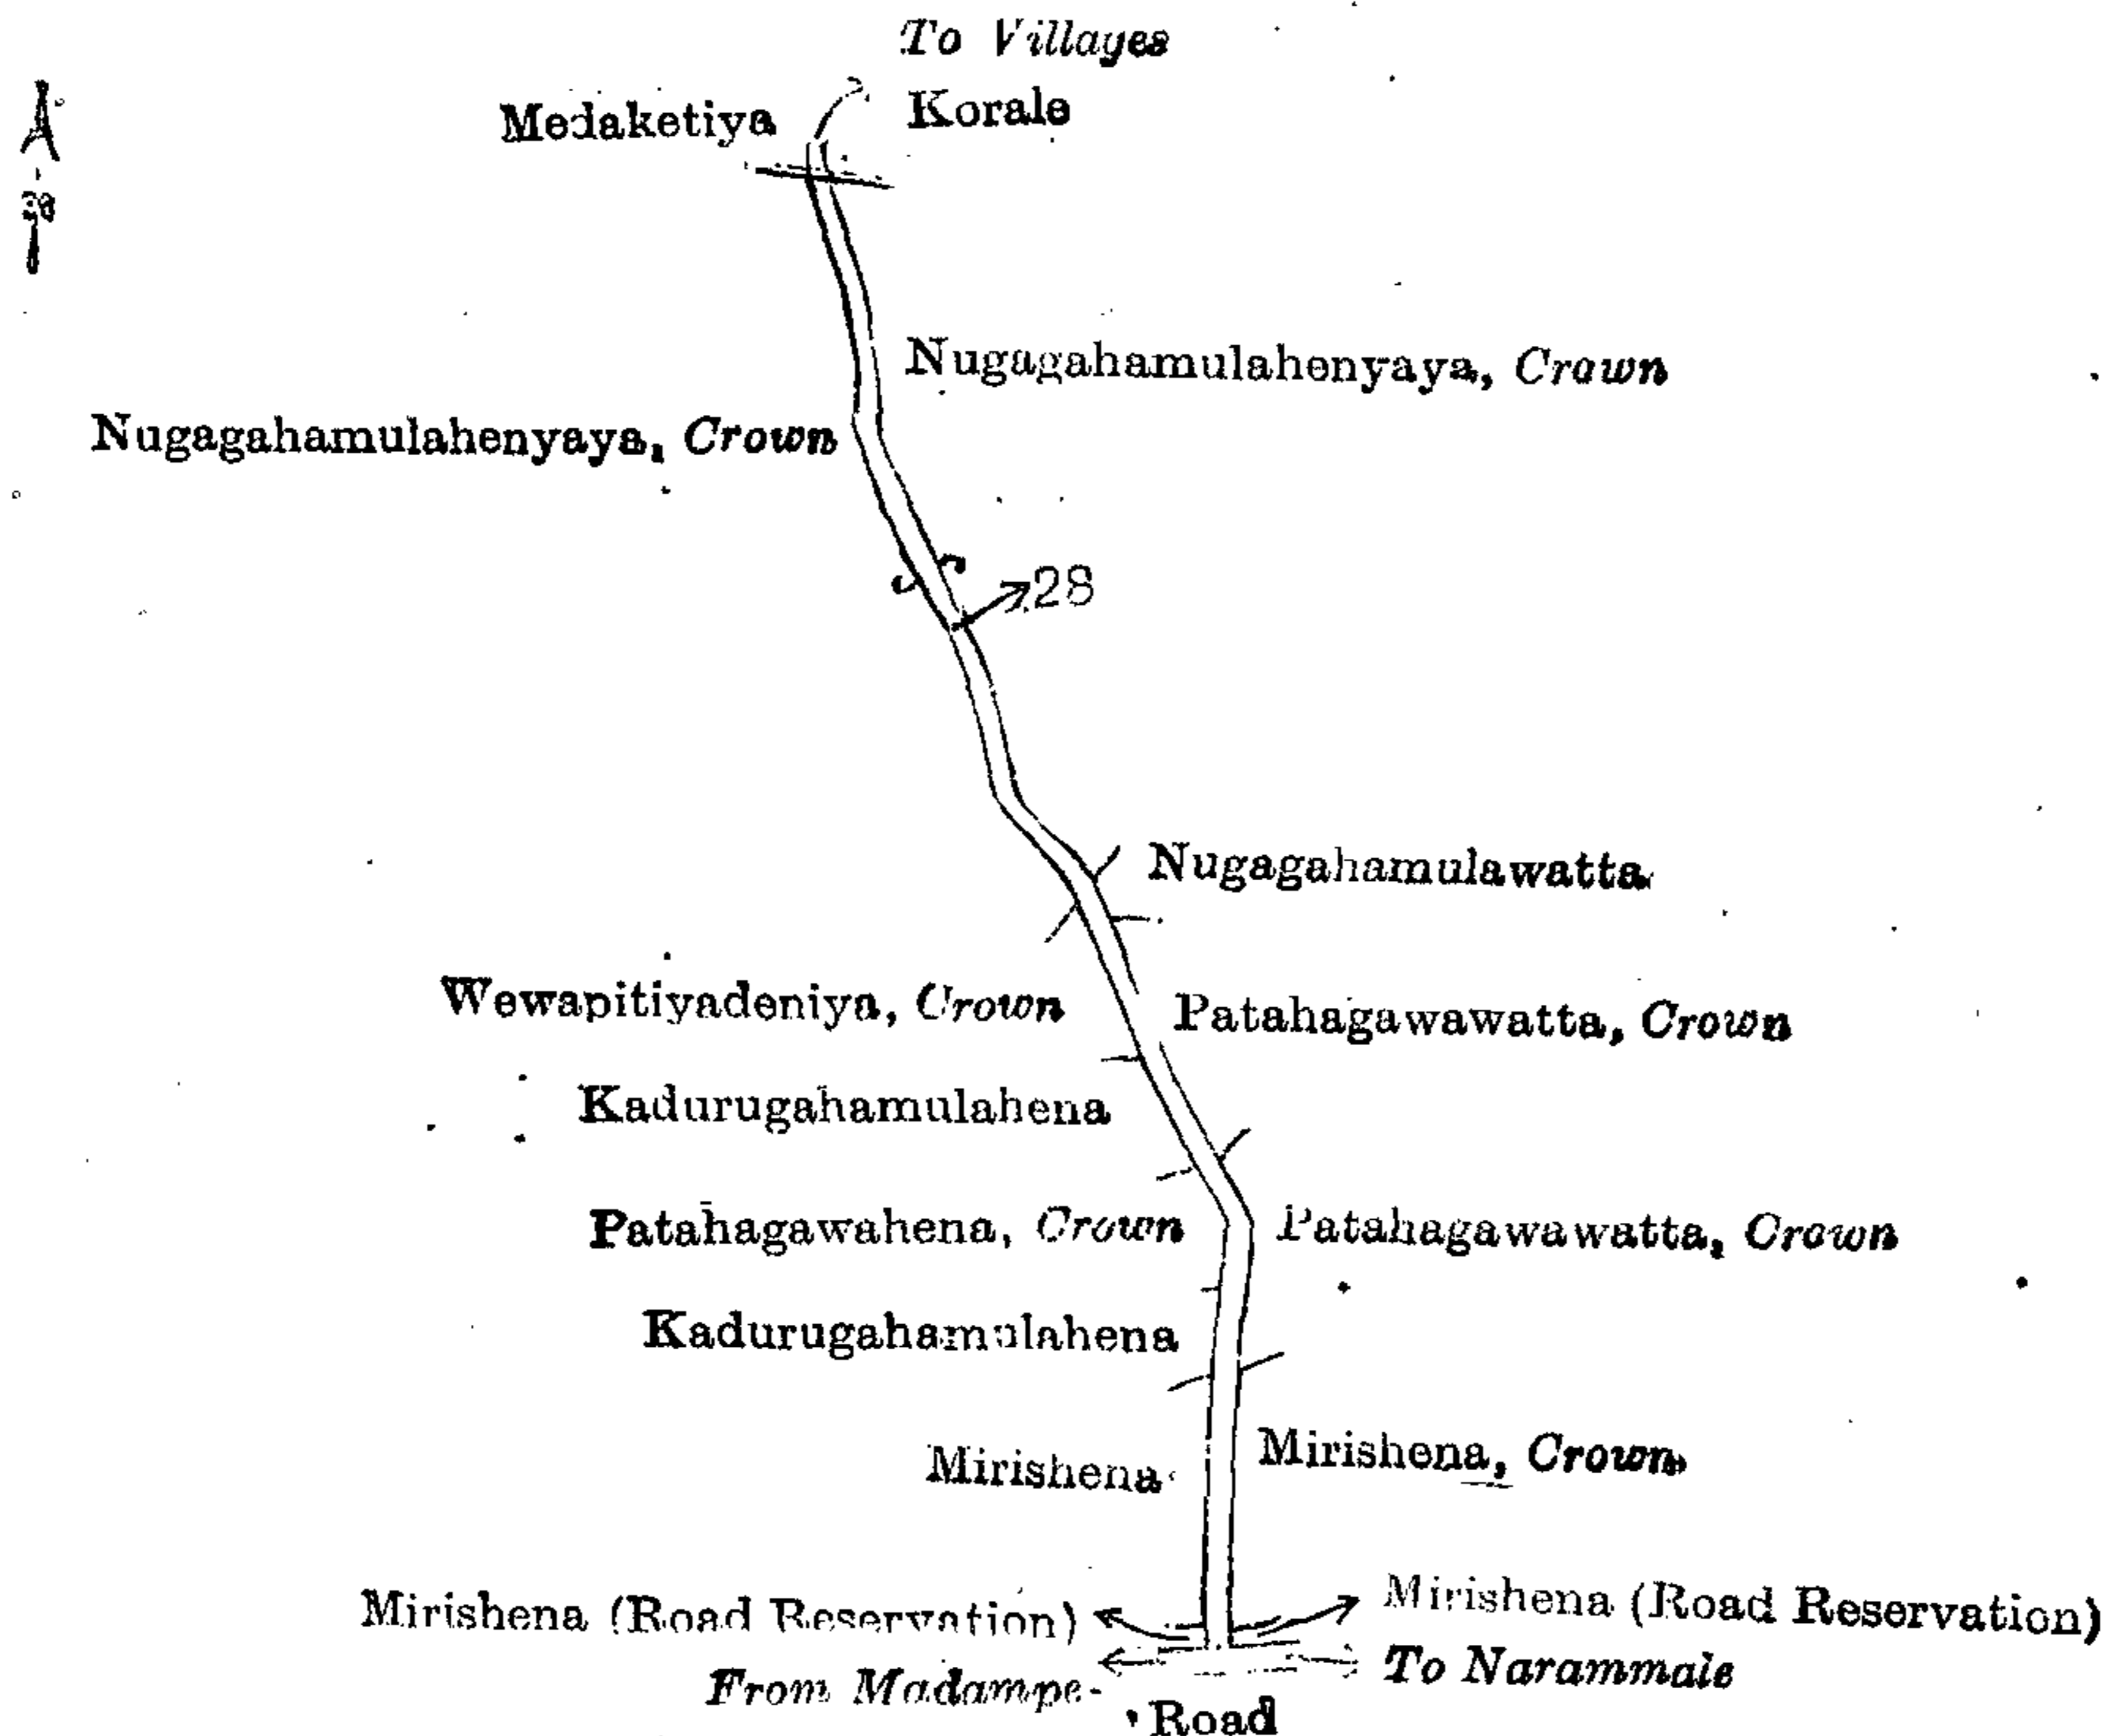 To Villages
Medaketiya
Korale
Nugagahamulahenyaya, Crown
Nugagahamulahenyaya, Crown
28
Nugagahamulawatta
Wewapitiyadeniya, Crown
Patahagawawatta, Crown
Kadurugahamulahena
Patahagawahena, Crown
Patahagawawatta, Crown
Kadurugahamulahena
Mirishena, Crown
Mirishena
Mirishena (Road Reservation)
Mirishena (Road Reservation)
To Narammale
From Madampe
Road